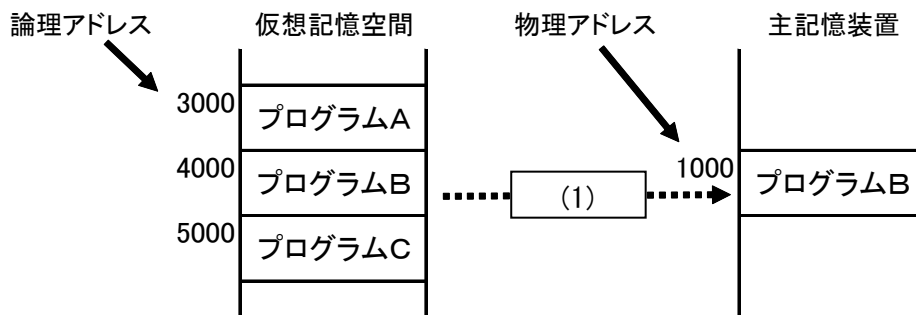 論理アドレス 仮想記憶空間 物理アドレス 主記憶装置
3000 プログラムA
4000 プログラムB (1) 1000 プログラムB
5000 プログラムC